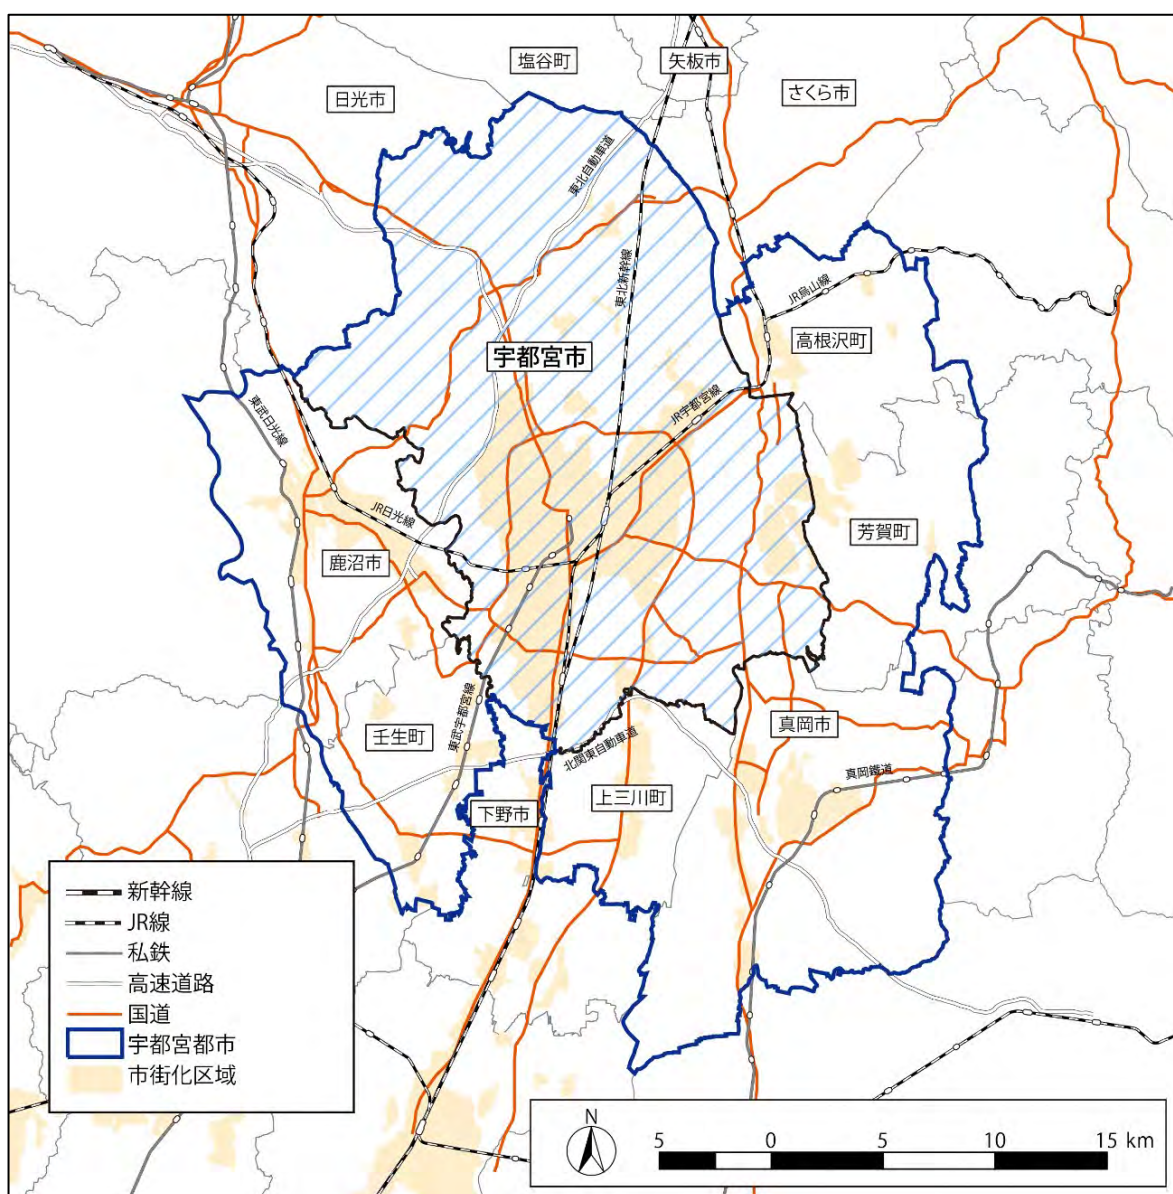 塩谷町
矢板市
日光市
さくら市
東北自動車道
東北新幹線
JR烏山線
宇都宮市
高根沢町
JR宇都宮線
東武日光線
JR日光線
芳賀町
鹿沼市
東武宇都宮線
壬生町
真岡市
北関東自動車道
真岡鐵道
上三川町
下野市
新幹線
JR線
私鉄
高速道路
国道
宇都宮都市
市街化区域
N
5 0 5 10 15 km